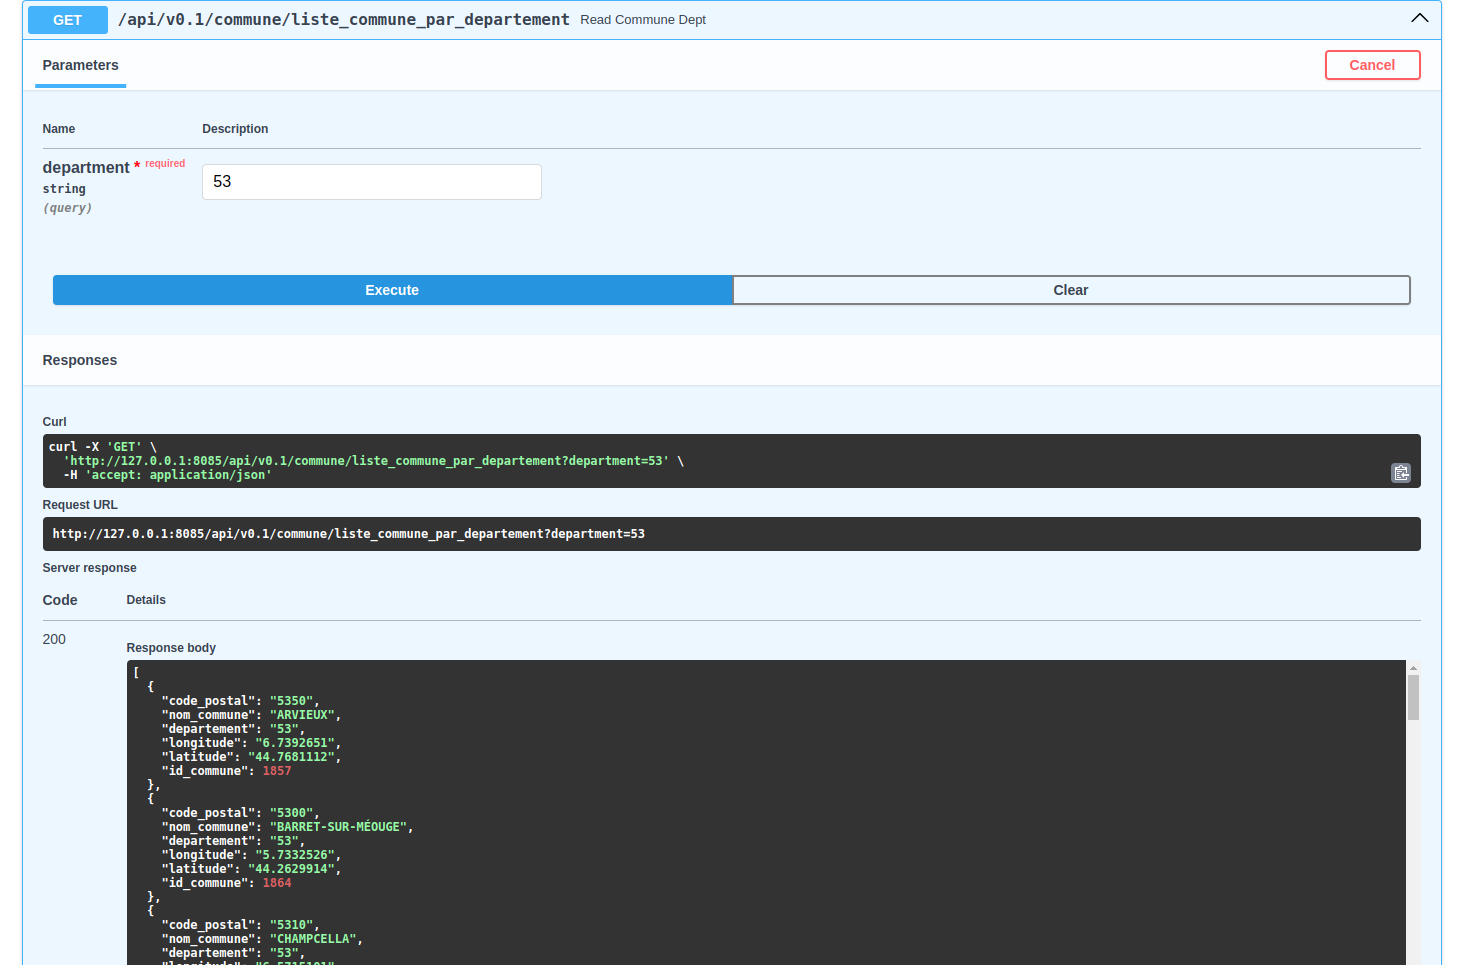 GET /api/v0.1/commune/liste_commune_par_departement Read Commune Dept
Parameters
Cancel
Name Description
department * required
string
(query)
53
Execute
Clear
Responses
Curl
curl -X 'GET' \
'http://127.0.0.1:8085/api/v0.1/commune/liste_commune_par_departement?department=53' \
-H 'accept: application/json'
Request URL
http://127.0.0.1:8085/api/v0.1/commune/liste_commune_par_departement?department=53
Server response
Code Details
200
Response body
[
{
"code_postal": "5350",
"nom_commune": "ARVIEUX",
"departement": "53",
"longitude": "6.7392651",
"latitude": "44.7681112",
"id_commune": 1857
},
{
"code_postal": "5300",
"nom_commune": "BARRET-SUR-MÉOUGE",
"departement": "53",
"longitude": "5.7332526",
"latitude": "44.2629914",
"id_commune": 1864
},
{
"code_postal": "5310",
"nom_commune": "CHAMPCELLA",
"departement": "53",